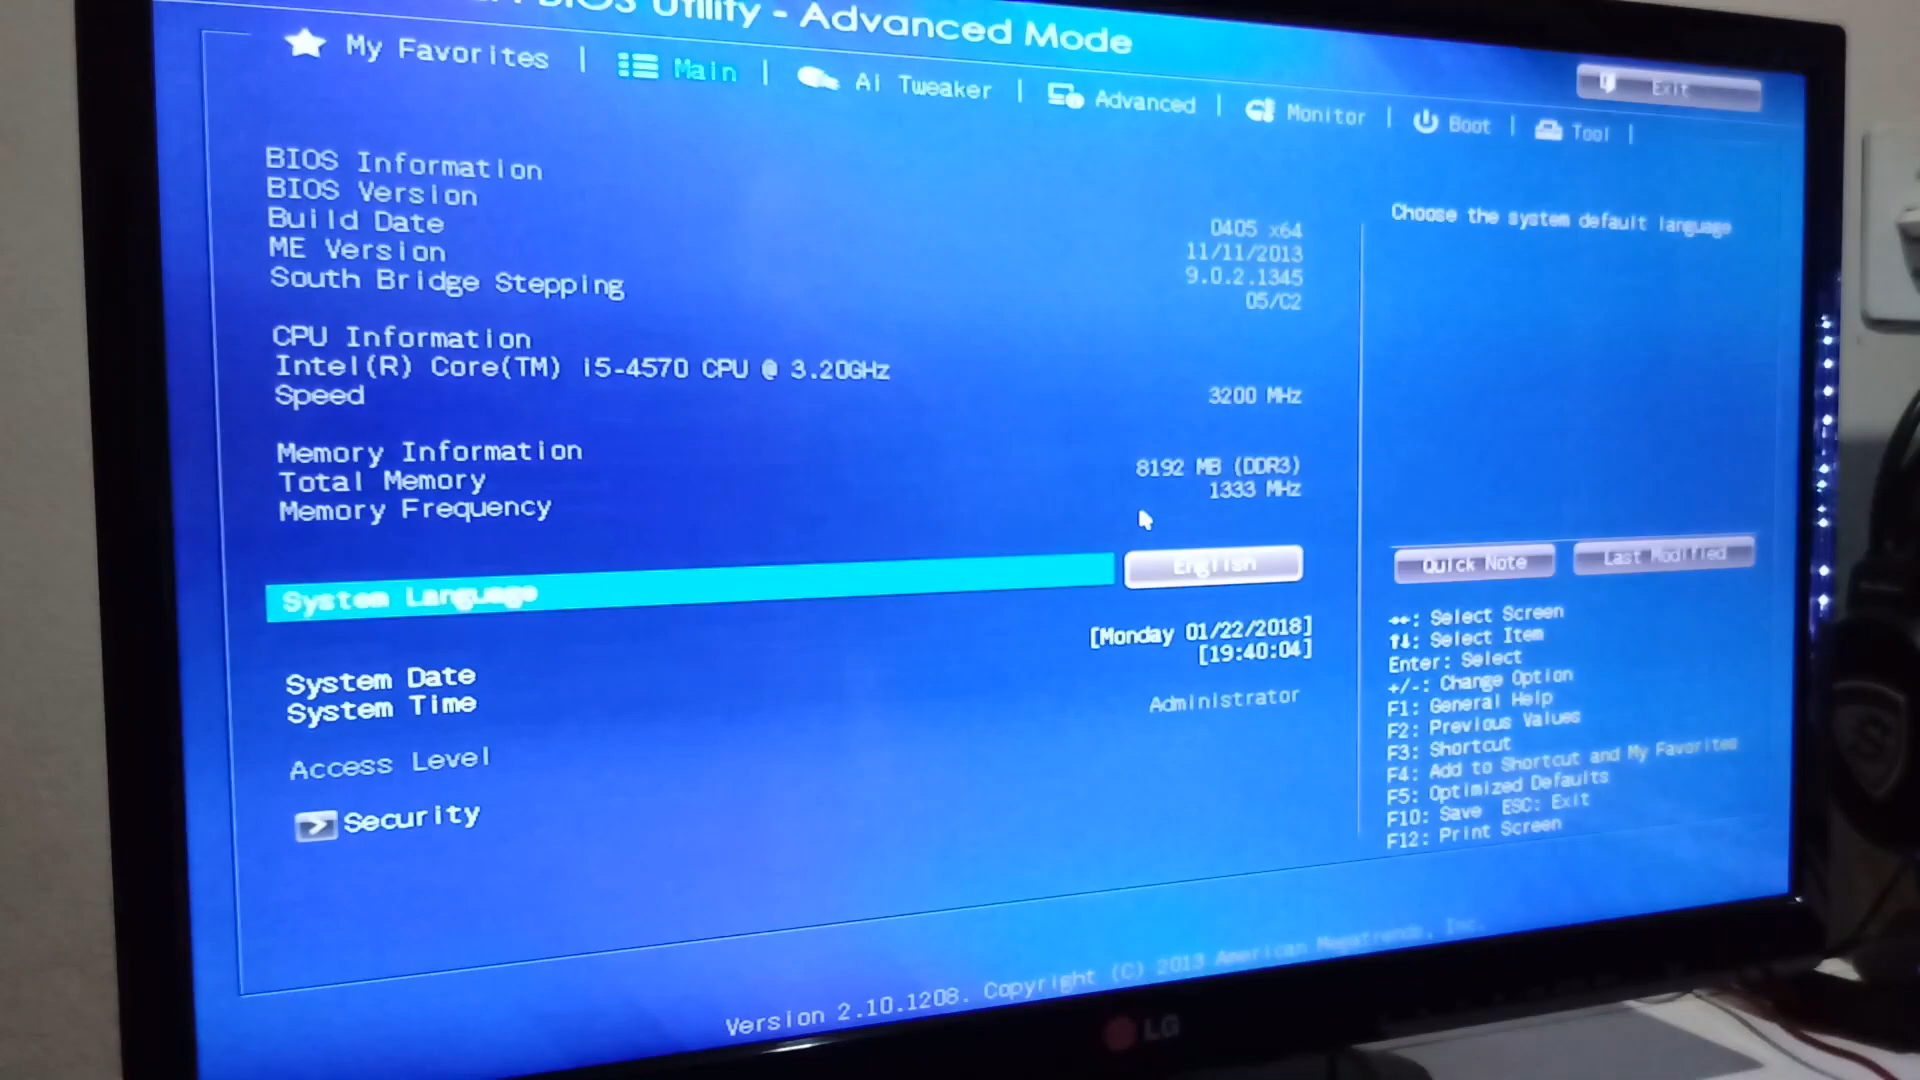 BIOS Utility - Advanced Mode
Exit
My Favorites | Main | Ai Tweaker | Advanced | Monitor | Boot | Tool |
BIOS Information
BIOS Version 0405 x64
Build Date 11/11/2013
ME Version 9.0.2.1345
South Bridge Stepping 05/C2
CPU Information
Intel(R) Core(TM) i5-4570 CPU @ 3.20GHz
Speed 3200 MHz
Memory Information
Total Memory 8192 MB (DDR3)
Memory Frequency 1333 MHz
System Language English
System Date [Monday 01/22/2018]
System Time [19:40:04]
Access Level Administrator
> Security
Choose the system default language
Quick Note Last Modified
→←: Select Screen
↑↓: Select Item
Enter: Select
+/-: Change Option
F1: General Help
F2: Previous Values
F3: Shortcut
F4: Add to Shortcut and My Favorites
F5: Optimized Defaults
F10: Save ESC: Exit
F12: Print Screen
Version 2.10.1208. Copyright (C) 2013 American Megatrends, Inc.
LG